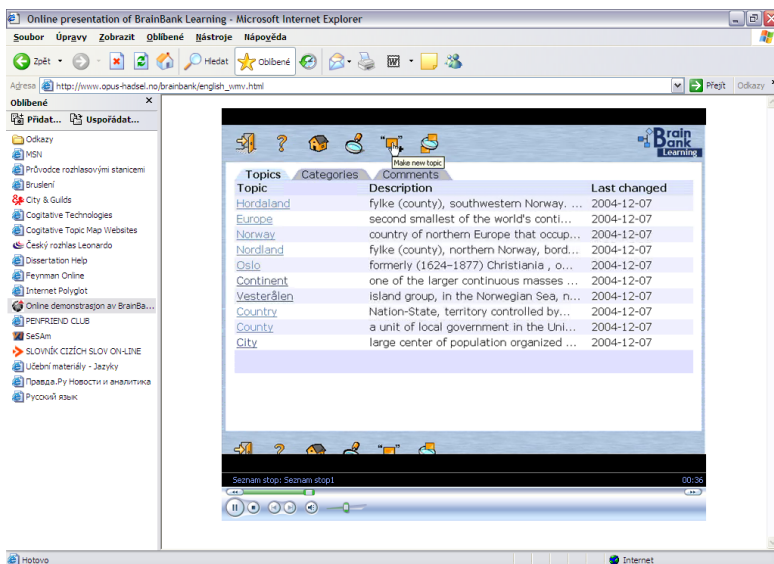 Online presentation of BrainBank Learning - Microsoft Internet Explorer
Soubor Úpravy Zobrazit Oblíbené Nástroje Nápověda
Zpět Hledat Oblíbené
Adresa http://www.opus-hadsel.no/brainbank/english_wmv.html Přejít Odkazy
Oblíbené
Přidat... Uspořádat...
Odkazy
MSN
Průvodce rozhlasovými stanicemi
Bruslení
City & Guilds
Cogitative Technologies
Cogitative Topic Map Websites
Český rozhlas Leonardo
Dissertation Help
Feynman Online
Internet Polyglot
Online demonstrasjon av BrainBa...
PENFRIEND CLUB
SeSAm
SLOVNÍK CIZÍCH SLOV ON-LINE
Učební materiály - Jazyky
Правда.Ру Новости и аналитика
Русский язык
Brain Bank Learning
Make new topic
Topics Categories Comments
Topic Description Last changed
Hordaland fylke (county), southwestern Norway. ... 2004-12-07
Europe second smallest of the world's conti... 2004-12-07
Norway country of northern Europe that occup... 2004-12-07
Nordland fylke (county), northern Norway, bord... 2004-12-07
Oslo formerly (1624–1877) Christiania , o... 2004-12-07
Continent one of the larger continuous masses ... 2004-12-07
Vesterålen island group, in the Norwegian Sea, n... 2004-12-07
Country Nation-State, territory controlled by... 2004-12-07
County a unit of local government in the Uni... 2004-12-07
City large center of population organized ... 2004-12-07
Seznam stop: Seznam stop1 00:36
Hotovo Internet